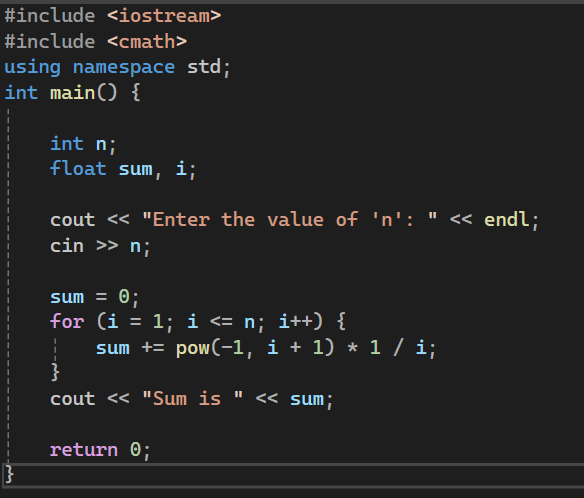 #include <iostream>
#include <cmath>
using namespace std;
int main() {
int n;
float sum, i;
cout << "Enter the value of 'n': " << endl;
cin >> n;
sum = 0;
for (i = 1; i <= n; i++) {
sum += pow(-1, i + 1) * 1 / i;
}
cout << "Sum is " << sum;
return 0;
}